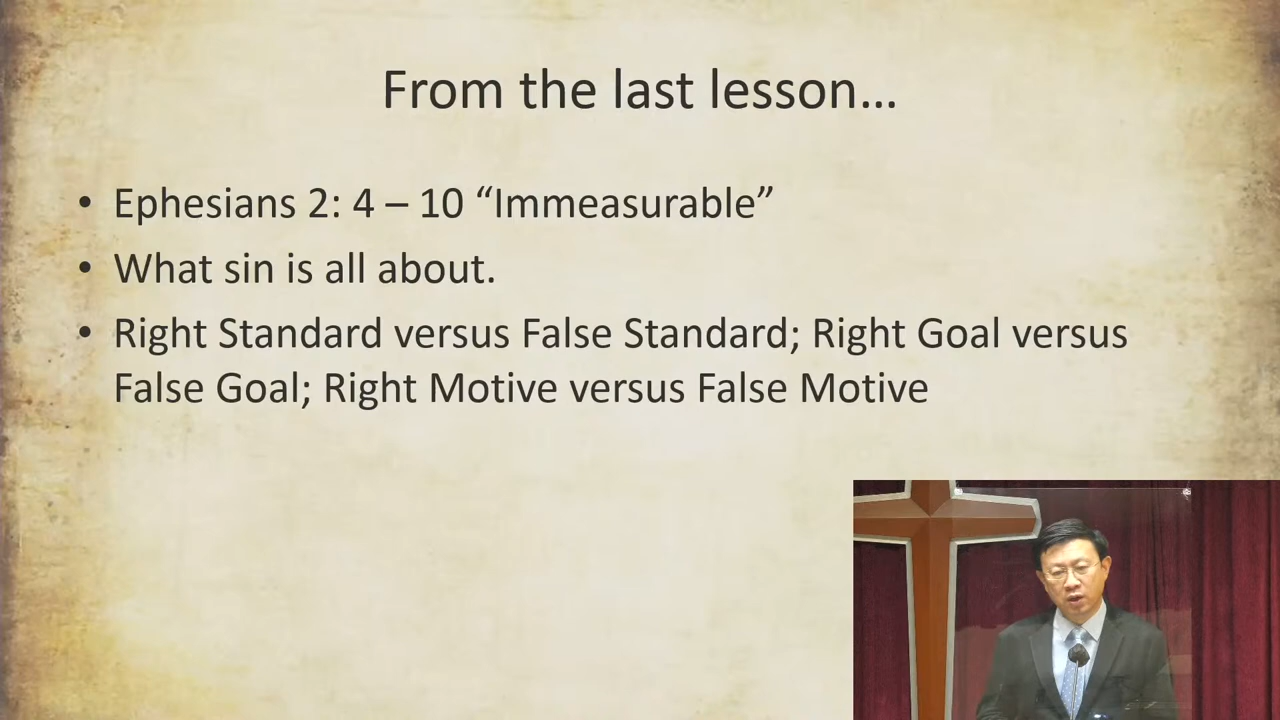 From the last lesson…
• Ephesians 2: 4 – 10 “Immeasurable”
• What sin is all about.
• Right Standard versus False Standard; Right Goal versus
False Goal; Right Motive versus False Motive